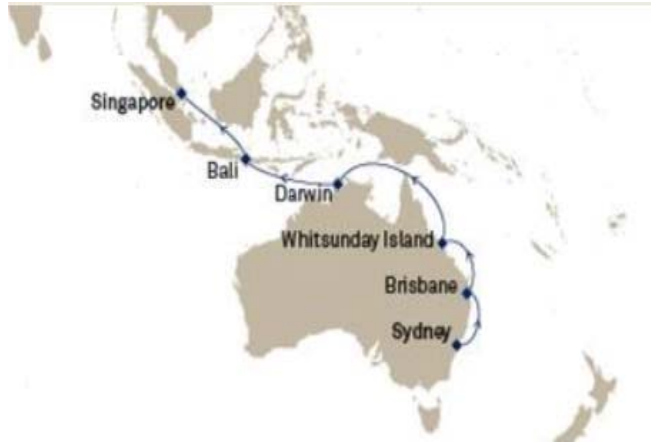 Singapore
Bali
Darwin
Whitsunday Island
Brisbane
Sydney